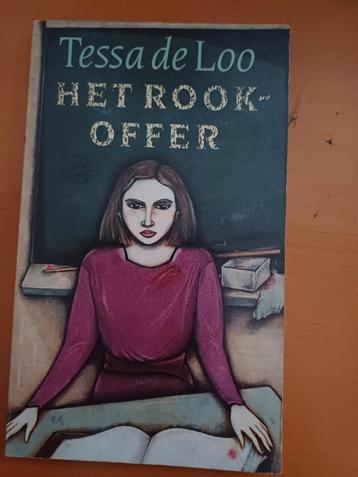 Tessa de Loo
HET ROOK-
OFFER